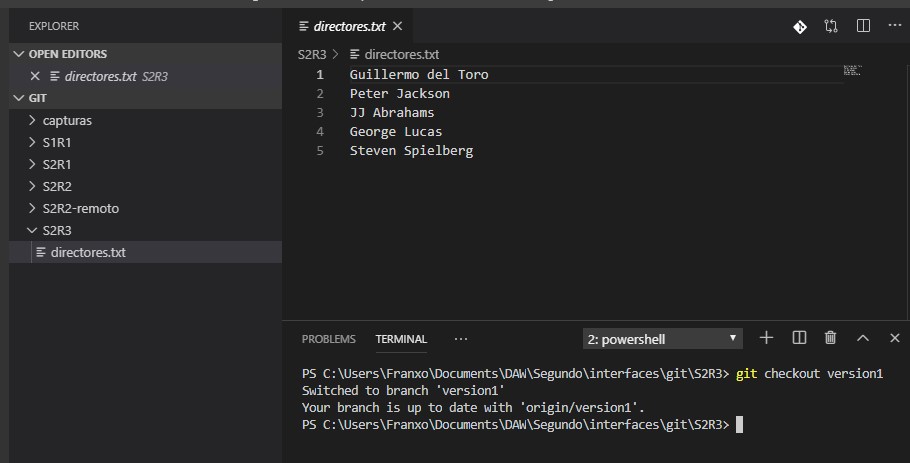 EXPLORER
OPEN EDITORS
directores.txt S2R3
GIT
capturas
S1R1
S2R1
S2R2
S2R2-remoto
S2R3
directores.txt
directores.txt
S2R3 > directores.txt
1 Guillermo del Toro
2 Peter Jackson
3 JJ Abrahams
4 George Lucas
5 Steven Spielberg
PROBLEMS TERMINAL ... 2: powershell
PS C:\Users\Franxo\Documents\DAW\Segundo\interfaces\git\S2R3> git checkout version1
Switched to branch 'version1'
Your branch is up to date with 'origin/version1'.
PS C:\Users\Franxo\Documents\DAW\Segundo\interfaces\git\S2R3>